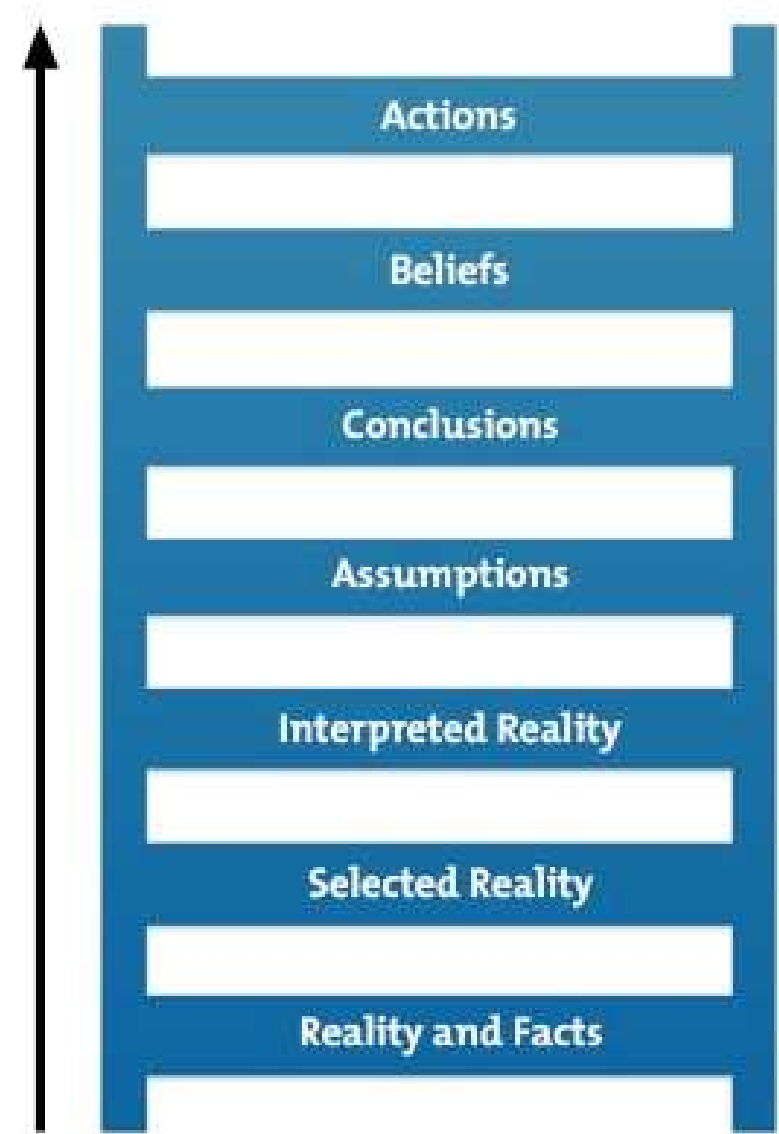 Actions
Beliefs
Conclusions
Assumptions
Interpreted Reality
Selected Reality
Reality and Facts